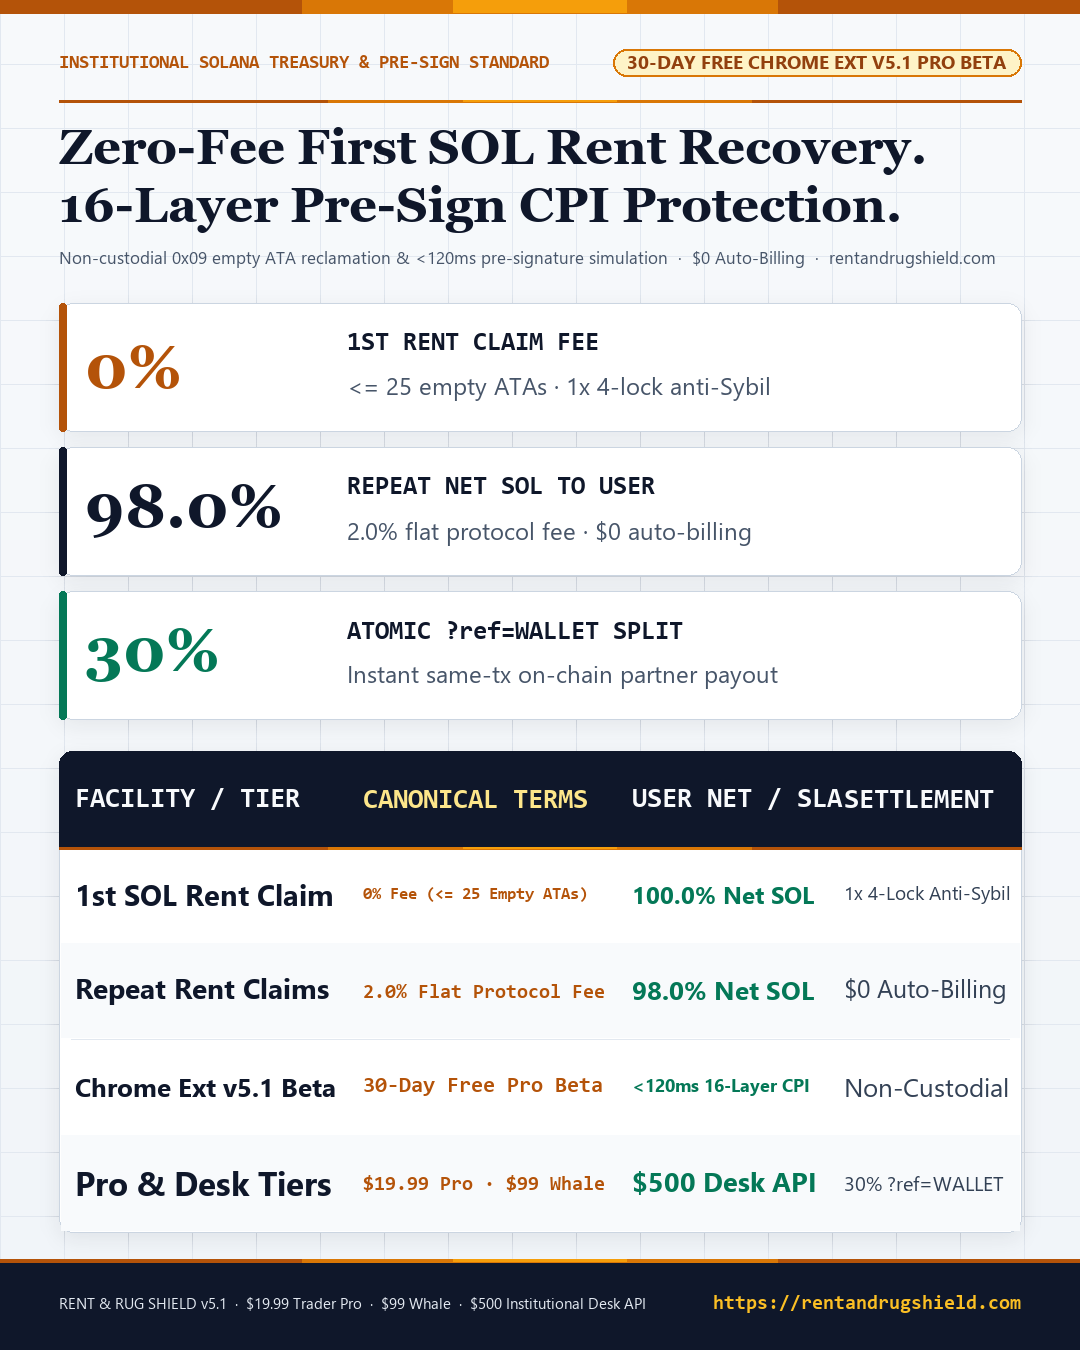 INSTITUTIONAL SOLANA TREASURY & PRE-SIGN STANDARD
30-DAY FREE CHROME EXT V5.1 PRO BETA
Zero-Fee First SOL Rent Recovery.
16-Layer Pre-Sign CPI Protection.
Non-custodial 0x09 empty ATA reclamation & <120ms pre-signature simulation · $0 Auto-Billing · rentandrugshield.com
0%
1ST RENT CLAIM FEE
<= 25 empty ATAs · 1x 4-lock anti-Sybil
98.0%
REPEAT NET SOL TO USER
2.0% flat protocol fee · $0 auto-billing
30%
ATOMIC ?ref=WALLET SPLIT
Instant same-tx on-chain partner payout
FACILITY / TIER CANONICAL TERMS USER NET / SLA SETTLEMENT
1st SOL Rent Claim 0% Fee (<= 25 Empty ATAs) 100.0% Net SOL 1x 4-Lock Anti-Sybil
Repeat Rent Claims 2.0% Flat Protocol Fee 98.0% Net SOL $0 Auto-Billing
Chrome Ext v5.1 Beta 30-Day Free Pro Beta <120ms 16-Layer CPI Non-Custodial
Pro & Desk Tiers $19.99 Pro · $99 Whale $500 Desk API 30% ?ref=WALLET
RENT & RUG SHIELD v5.1 · $19.99 Trader Pro · $99 Whale · $500 Institutional Desk API
https://rentandrugshield.com